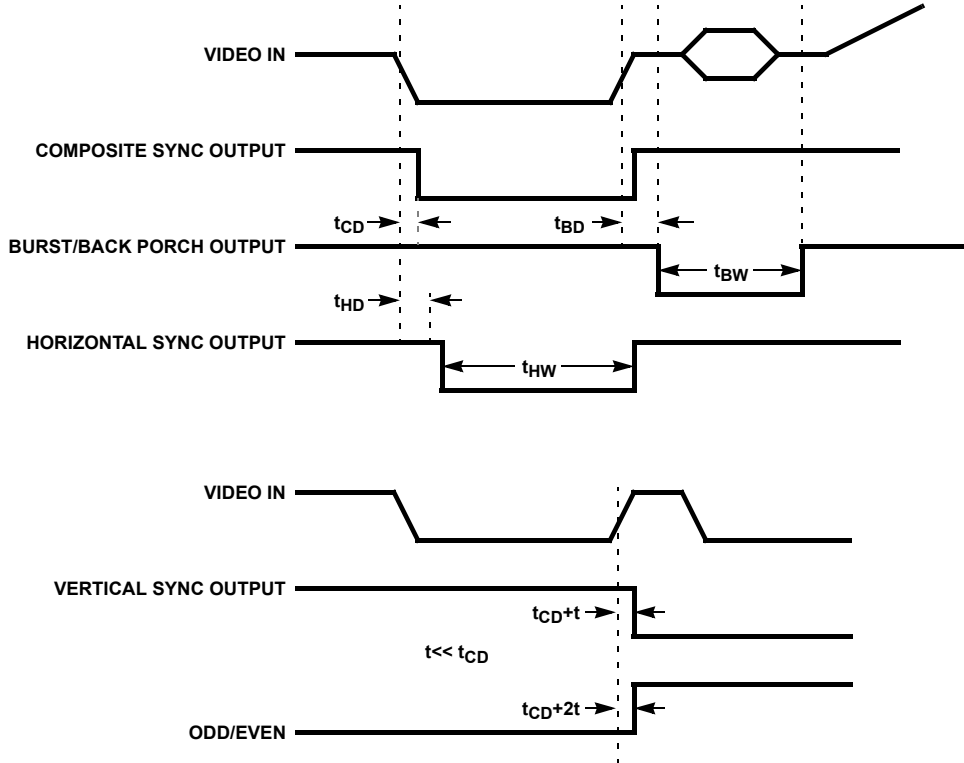 VIDEO IN
COMPOSITE SYNC OUTPUT
tCD
tBD
BURST/BACK PORCH OUTPUT
tBW
tHD
HORIZONTAL SYNC OUTPUT
tHW
VIDEO IN
VERTICAL SYNC OUTPUT
tCD+t
t<< tCD
tCD+2t
ODD/EVEN